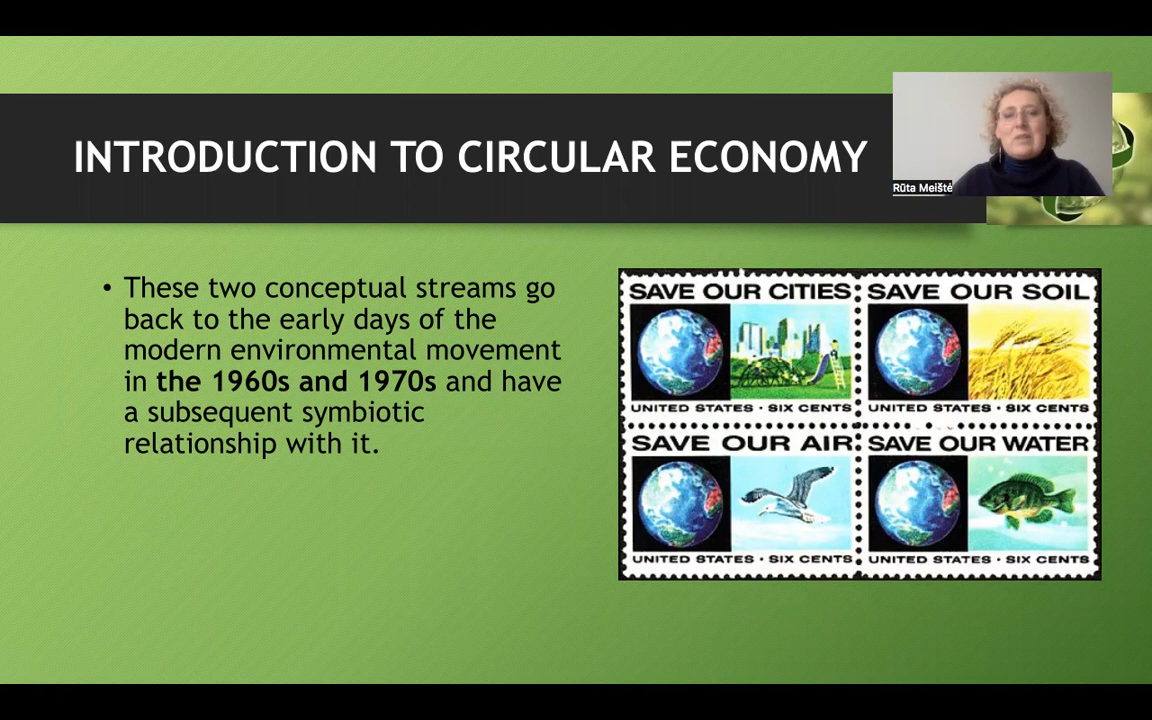 INTRODUCTION TO CIRCULAR ECONOMY
Rūta Meištė
• These two conceptual streams go
back to the early days of the
modern environmental movement
in the 1960s and 1970s and have
a subsequent symbiotic
relationship with it.
SAVE OUR CITIES
UNITED STATES · SIX CENTS
SAVE OUR SOIL
UNITED STATES · SIX CENTS
SAVE OUR AIR
UNITED STATES · SIX CENTS
SAVE OUR WATER
UNITED STATES · SIX CENTS